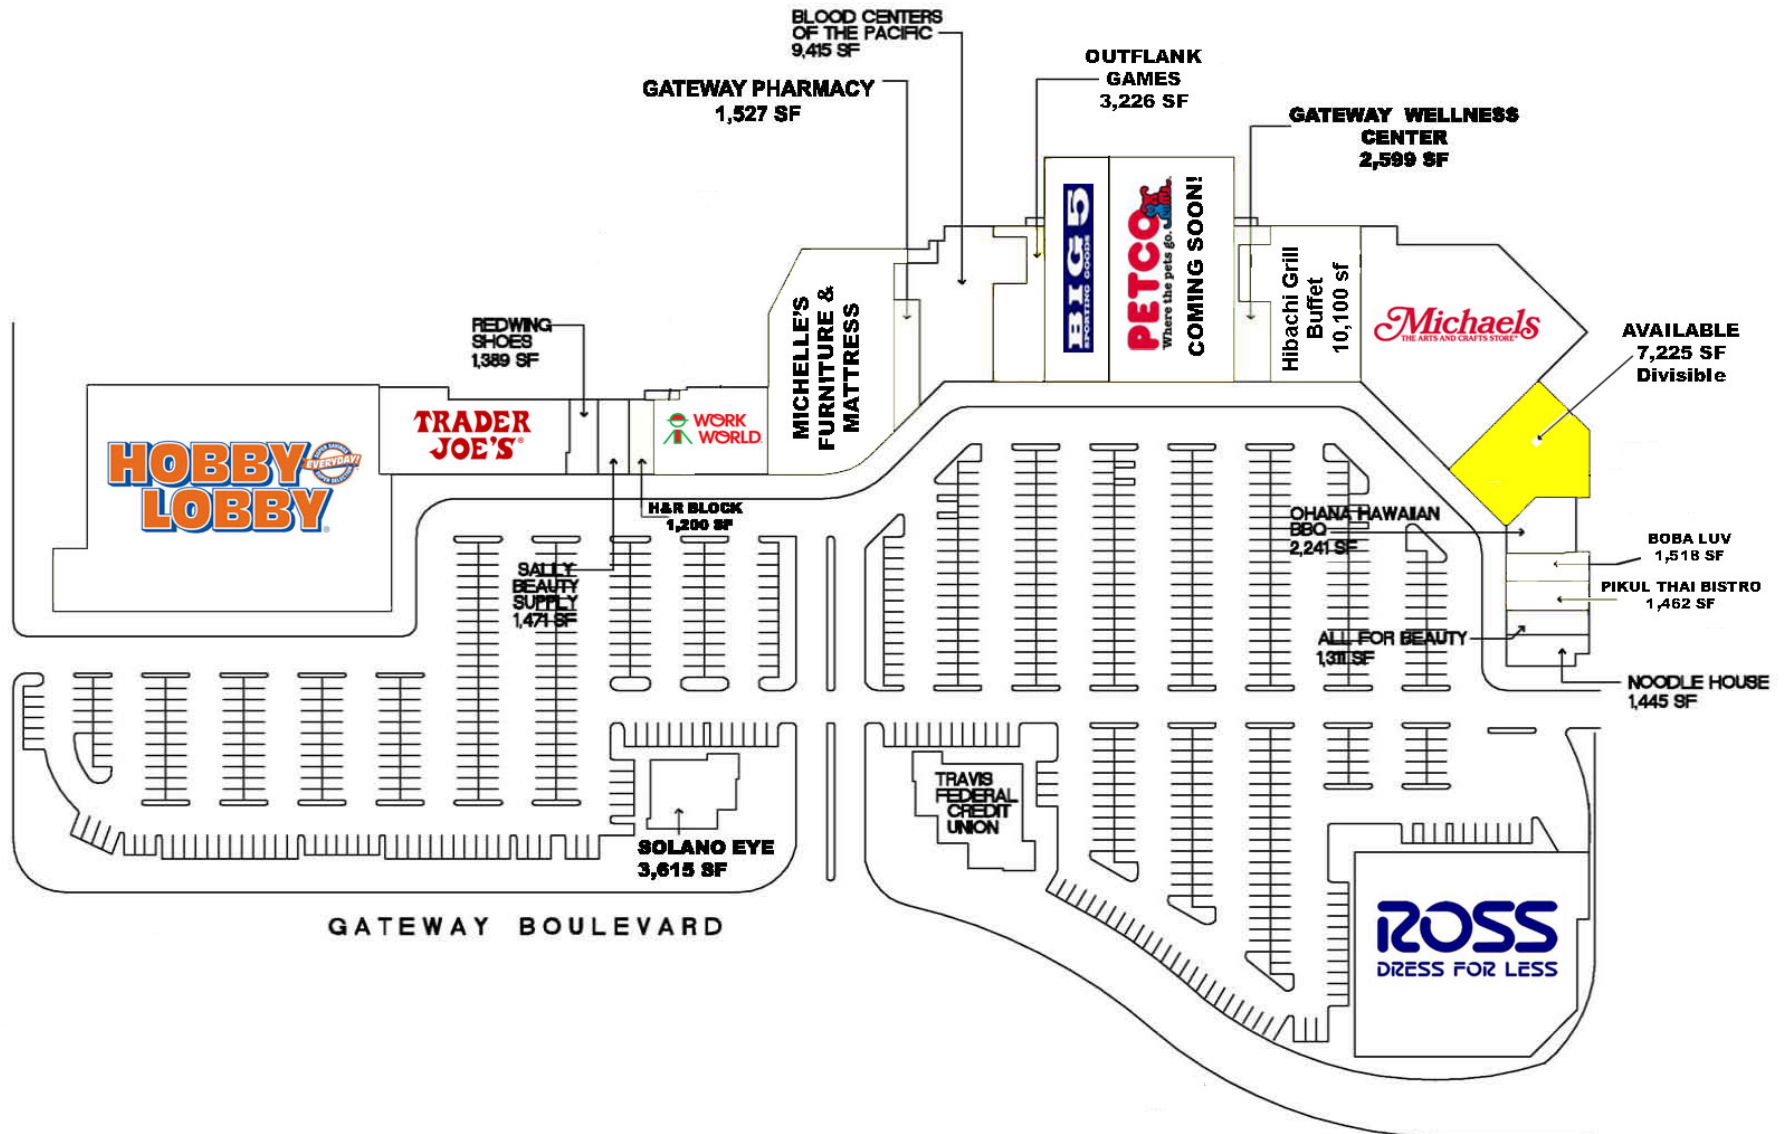 BLOOD CENTERS
OF THE PACIFIC
9,415 SF
OUTFLANK
GAMES
3,226 SF
GATEWAY PHARMACY
1,527 SF
GATEWAY WELLNESS
CENTER
2,599 SF
BIG 5
SPORTING GOODS
PETCO
Where the pets go.
COMING SOON!
Hibachi Grill
Buffet
10,100 sf
Michaels
THE ARTS AND CRAFTS STORE
AVAILABLE
7,225 SF
Divisible
REDWING
SHOES
1,389 SF
MICHELLE'S
FURNITURE &
MATTRESS
HOBBY
LOBBY
SUPER SAVINGS
EVERYDAY!
SUPER SELECTION
TRADER
JOE'S®
WORK
WORLD
H&R BLOCK
1,200 SF
SALLY
BEAUTY
SUPPLY
1,471 SF
OHANA HAWAIIAN
BBQ
2,241 SF
BOBA LUV
1,518 SF
PIKUL THAI BISTRO
1,462 SF
ALL FOR BEAUTY
1,311 SF
NOODLE HOUSE
1,445 SF
TRAVIS
FEDERAL
CREDIT
UNION
SOLANO EYE
3,615 SF
GATEWAY BOULEVARD
ROSS
DRESS FOR LESS